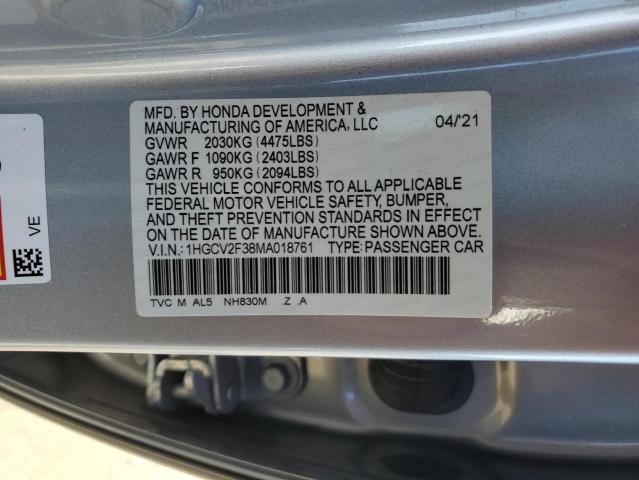 MFD. BY HONDA DEVELOPMENT &
MANUFACTURING OF AMERICA, LLC 04/'21
GVWR 2030KG (4475LBS)
GAWR F 1090KG (2403LBS)
GAWR R 950KG (2094LBS)
THIS VEHICLE CONFORMS TO ALL APPLICABLE
FEDERAL MOTOR VEHICLE SAFETY, BUMPER,
AND THEFT PREVENTION STANDARDS IN EFFECT
ON THE DATE OF MANUFACTURE SHOWN ABOVE.
V.I.N.: 1HGCV2F38MA018761 TYPE: PASSENGER CAR
TVC M AL5 NH830M .Z .A
VE